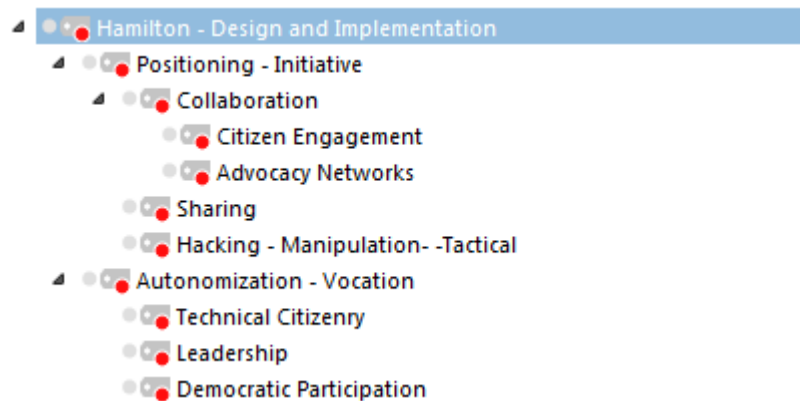 Hamilton - Design and Implementation
Positioning - Initiative
Collaboration
Citizen Engagement
Advocacy Networks
Sharing
Hacking - Manipulation- -Tactical
Autonomization - Vocation
Technical Citizenry
Leadership
Democratic Participation